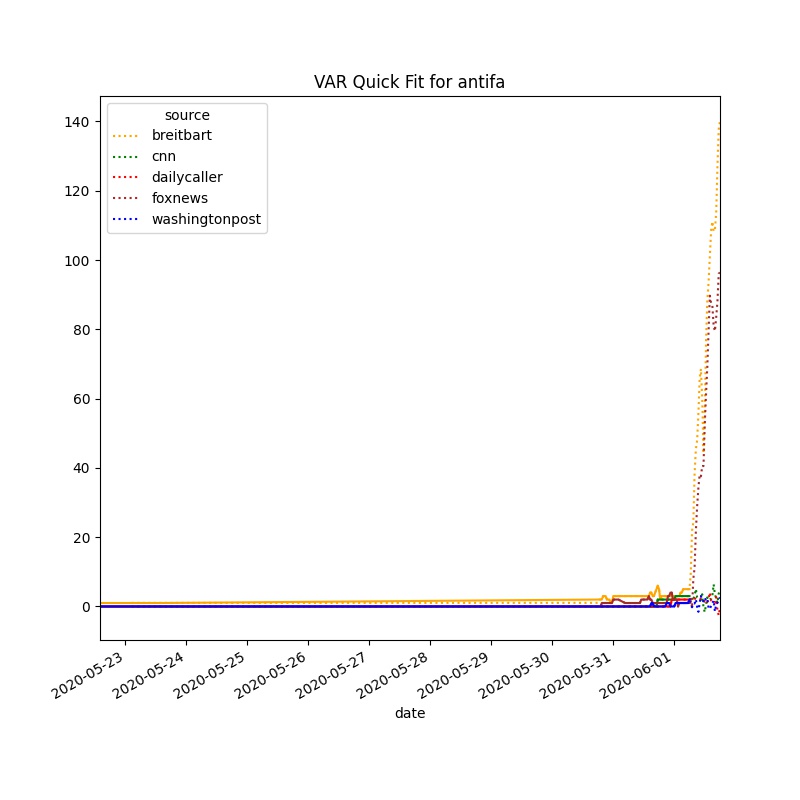 VAR Quick Fit for antifa
source
breitbart
cnn
dailycaller
foxnews
washingtonpost
140
120
100
80
60
40
20
0
2020-05-23
2020-05-24
2020-05-25
2020-05-26
2020-05-27
2020-05-28
2020-05-29
2020-05-30
2020-05-31
2020-06-01
date